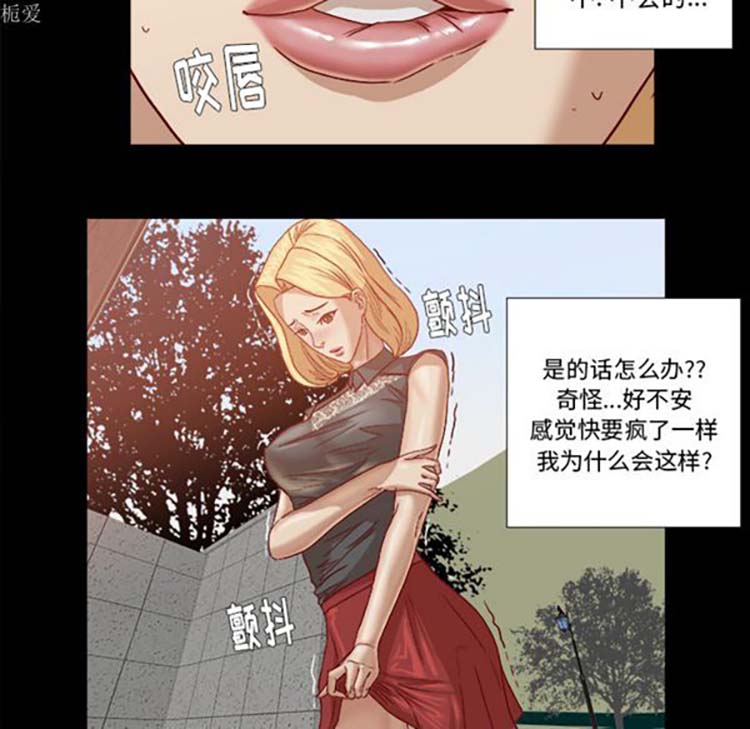 栀爱
咬唇
颤抖
是的话怎么办??
奇怪...好不安
感觉快要疯了一样
我为什么会这样?
颤抖